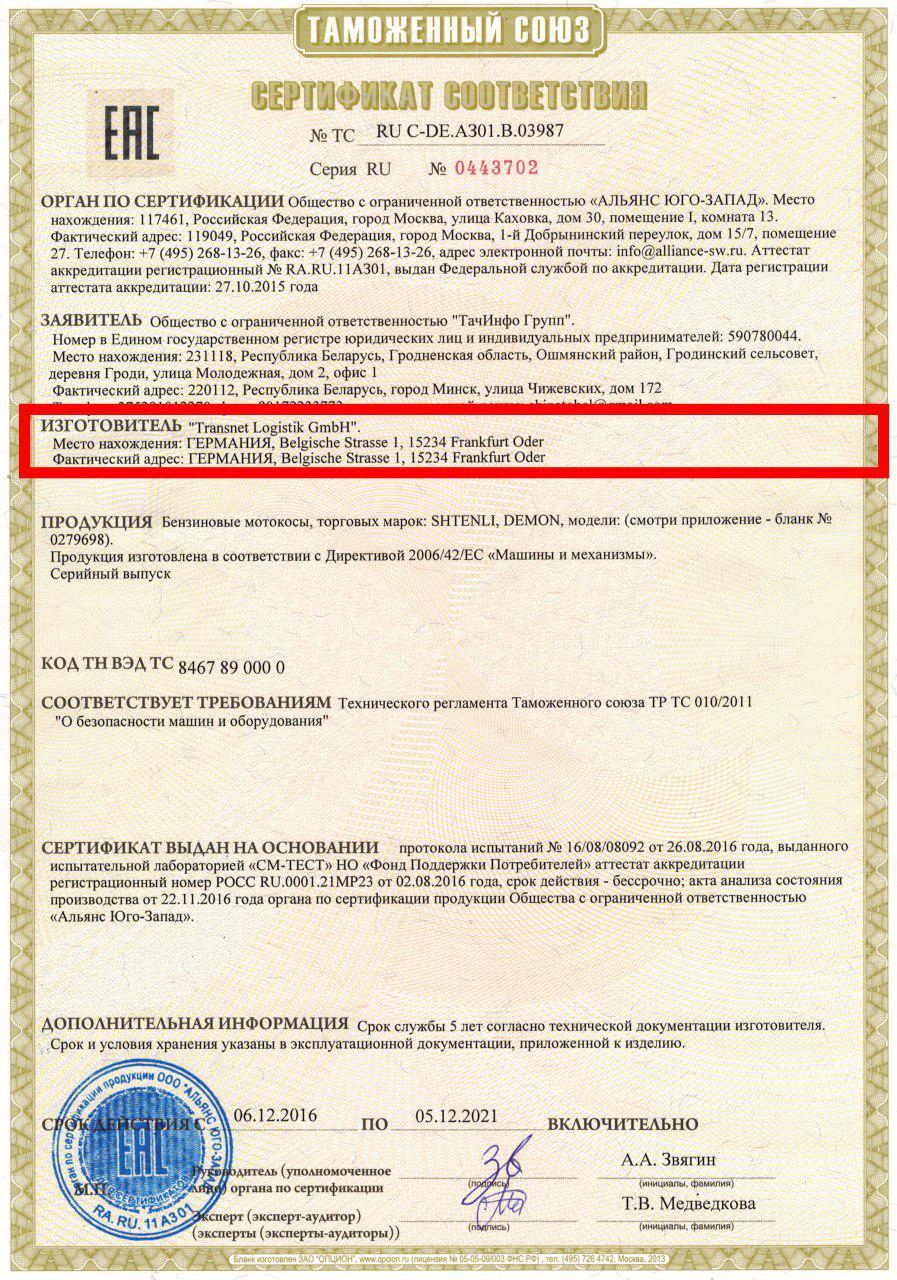 ТАМОЖЕННЫЙ СОЮЗ
СЕРТИФИКАТ СООТВЕТСТВИЯ
ЕАС
№ ТС RU C-DE.АЗ01.В.03987
Серия RU № 0443702
ОРГАН ПО СЕРТИФИКАЦИИ Общество с ограниченной ответственностью «АЛЬЯНС ЮГО-ЗАПАД». Место
нахождения: 117461, Российская Федерация, город Москва, улица Каховка, дом 30, помещение I, комната 13.
Фактический адрес: 119049, Российская Федерация, город Москва, 1-й Добрынинский переулок, дом 15/7, помещение
27. Телефон: +7 (495) 268-13-26, факс: +7 (495) 268-13-26, адрес электронной почты: info@alliance-sw.ru. Аттестат
аккредитации регистрационный № RA.RU.11АЗ01, выдан Федеральной службой по аккредитации. Дата регистрации
аттестата аккредитации: 27.10.2015 года
ЗАЯВИТЕЛЬ Общество с ограниченной ответственностью "ТачИнфо Групп".
Номер в Едином государственном регистре юридических лиц и индивидуальных предпринимателей: 590780044.
Место нахождения: 231118, Республика Беларусь, Гродненская область, Ошмянский район, Гродинский сельсовет,
деревня Гроди, улица Молодежная, дом 2, офис 1
Фактический адрес: 220112, Республика Беларусь, город Минск, улица Чижевских, дом 172
ИЗГОТОВИТЕЛЬ "Transnet Logistik GmbH".
Место нахождения: ГЕРМАНИЯ, Belgische Strasse 1, 15234 Frankfurt Oder
Фактический адрес: ГЕРМАНИЯ, Belgische Strasse 1, 15234 Frankfurt Oder
ПРОДУКЦИЯ Бензиновые мотокосы, торговых марок: SHTENLI, DEMON, модели: (смотри приложение - бланк №
0279698).
Продукция изготовлена в соответствии с Директивой 2006/42/ЕС «Машины и механизмы».
Серийный выпуск
КОД ТН ВЭД ТС 8467 89 000 0
СООТВЕТСТВУЕТ ТРЕБОВАНИЯМ Технического регламента Таможенного союза ТР ТС 010/2011
"О безопасности машин и оборудования"
СЕРТИФИКАТ ВЫДАН НА ОСНОВАНИИ протокола испытаний № 16/08/08092 от 26.08.2016 года, выданного
испытательной лабораторией «СМ-ТЕСТ» НО «Фонд Поддержки Потребителей» аттестат аккредитации
регистрационный номер РОСС RU.0001.21МР23 от 02.08.2016 года, срок действия - бессрочно; акта анализа состояния
производства от 22.11.2016 года органа по сертификации продукции Общества с ограниченной ответственностью
«Альянс Юго-Запад».
ДОПОЛНИТЕЛЬНАЯ ИНФОРМАЦИЯ Срок службы 5 лет согласно технической документации изготовителя.
Срок и условия хранения указаны в эксплуатационной документации, приложенной к изделию.
СРОК ДЕЙСТВИЯ С 06.12.2016 ПО 05.12.2021 ВКЛЮЧИТЕЛЬНО
М.П.
Руководитель (уполномоченное
лицо) органа по сертификации
(подпись)
А.А. Звягин
(инициалы, фамилия)
Эксперт (эксперт-аудитор)
(эксперты (эксперты-аудиторы))
(подпись)
Т.В. Медведкова
(инициалы, фамилия)
Орган по сертификации продукции ООО "АЛЬЯНС ЮГО-ЗАПАД"
ЕАС
RA.RU.11АЗ01
Бланк изготовлен ЗАО "ОПЦИОН", www.opcion.ru (лицензия № 05-05-09/003 ФНС РФ), тел. (495) 726 4742, Москва, 2013